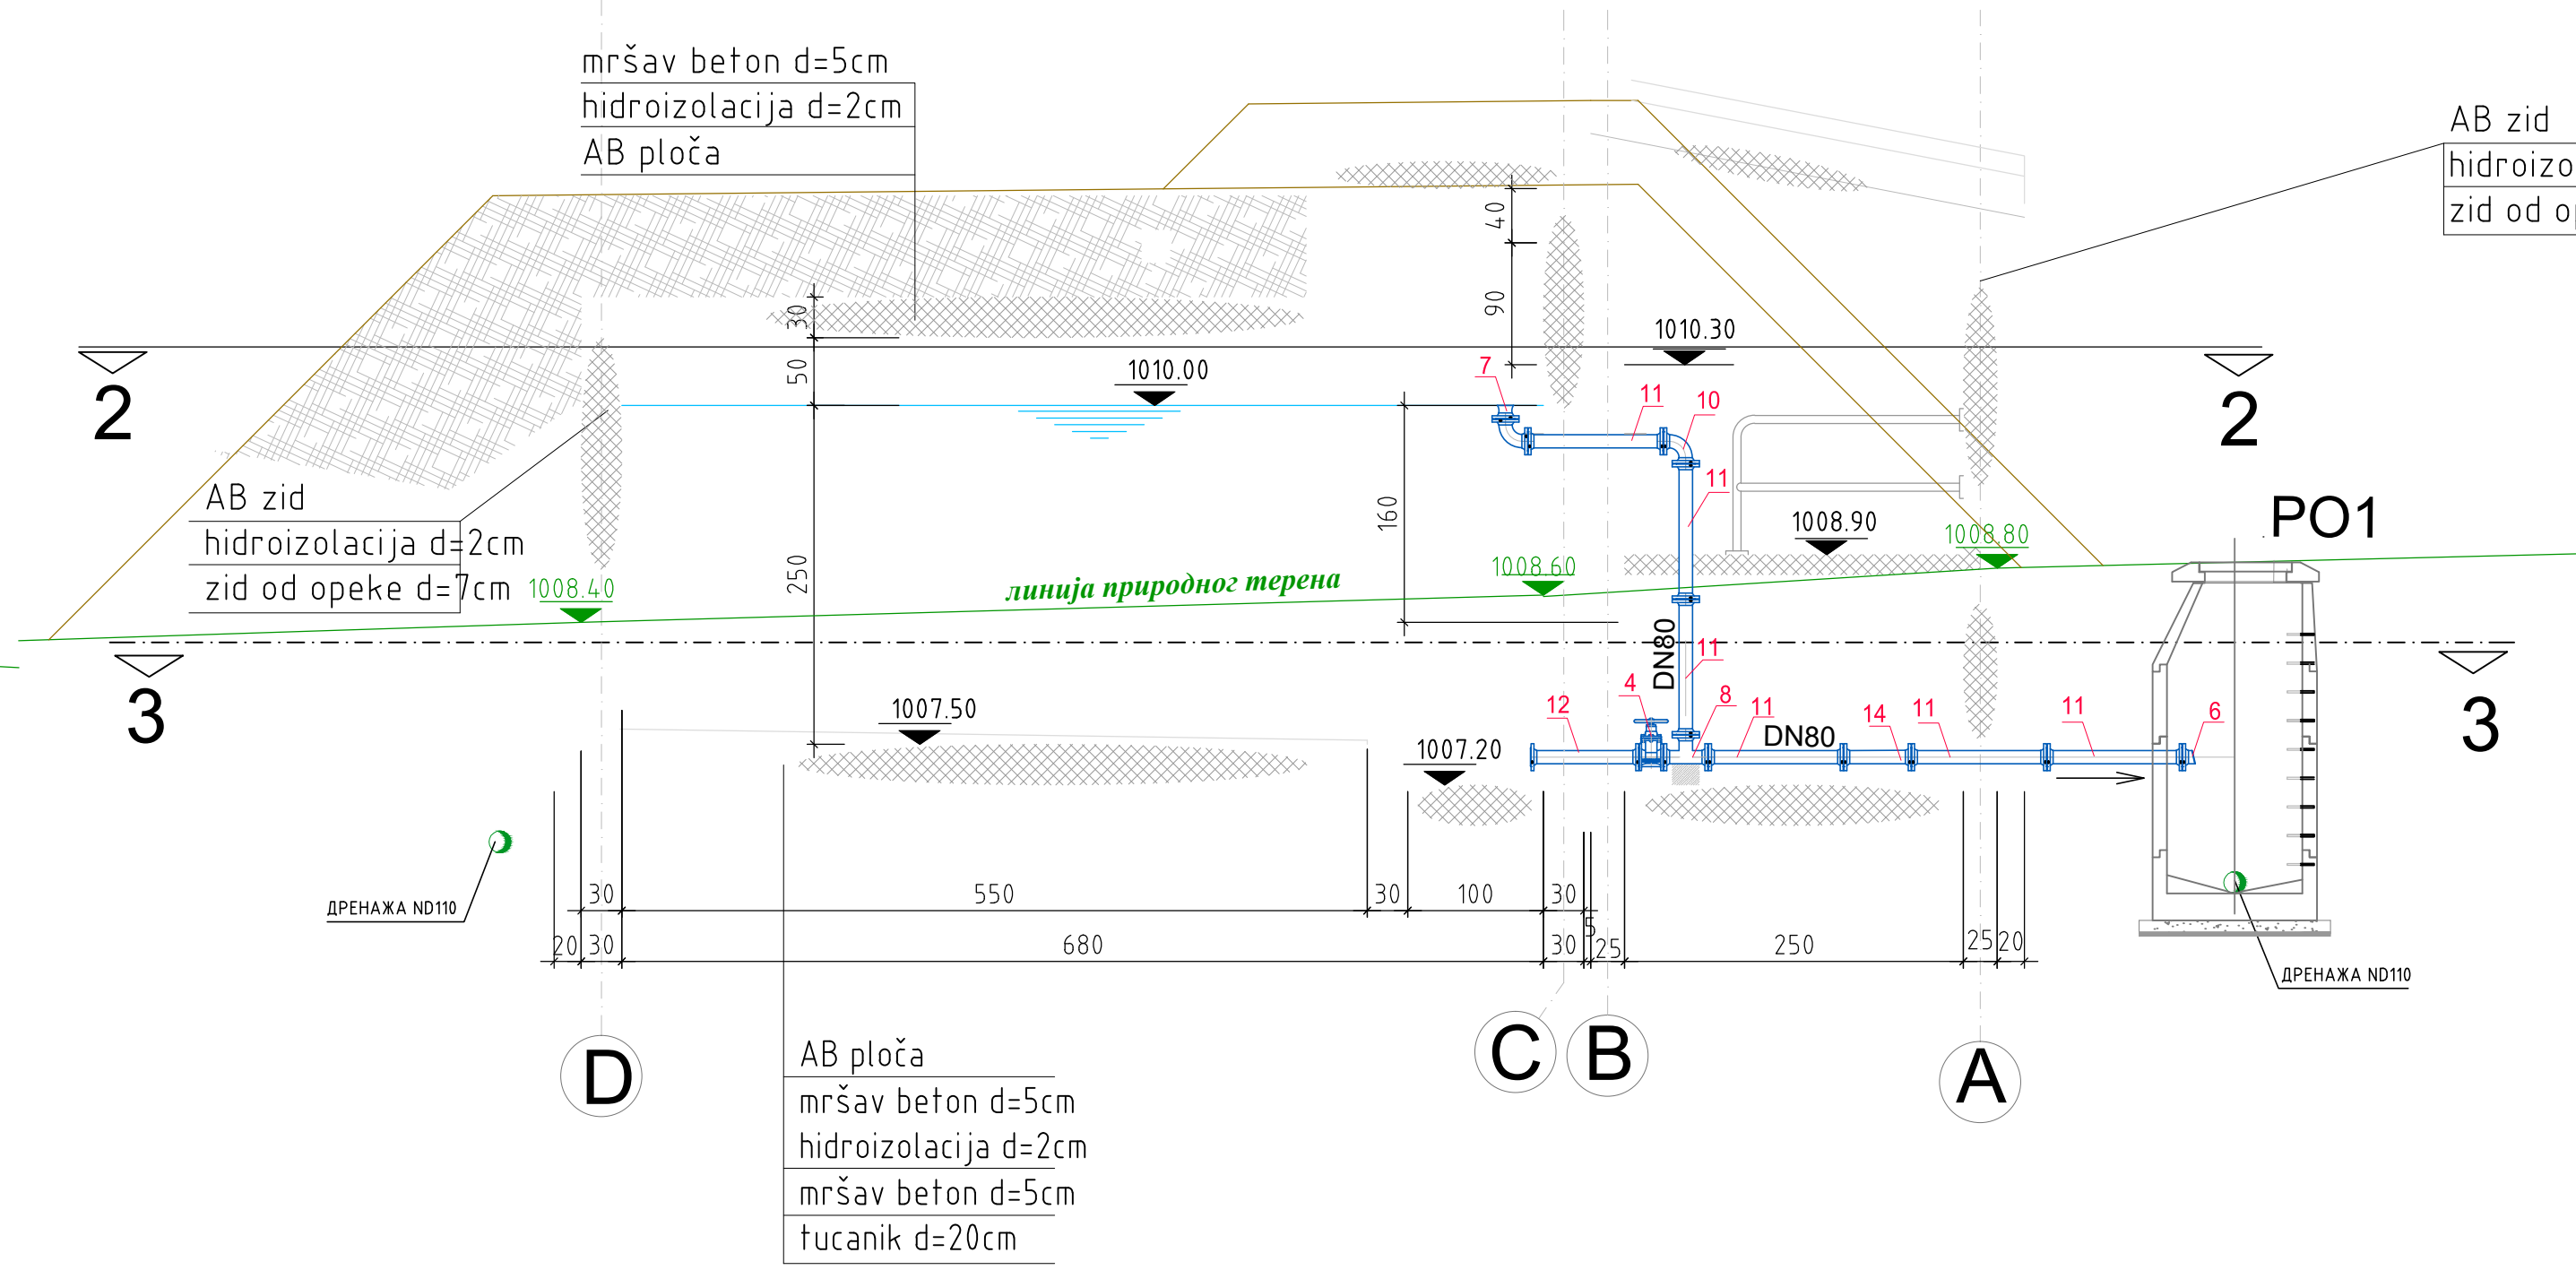 mršav beton d=5cm
hidroizolacija d=2cm
AB ploča
AB zid
hidroizo
zid od op
40
90
30
50
1010.30
1010.00
2
2
7
11
10
11
160
250
AB zid
hidroizolacija d=2cm
zid od opeke d=7cm
1008.40
линија природног терена
1008.60
1008.90
1008.80
PO1
3
3
1007.50
1007.20
DN80
11
12
4
8
11
DN80
14
11
11
6
ДРЕНАЖА ND110
30
550
30
100
30
5
20
30
680
30
25
250
25
20
ДРЕНАЖА ND110
D
C
B
A
AB ploča
mršav beton d=5cm
hidroizolacija d=2cm
mršav beton d=5cm
tucanik d=20cm